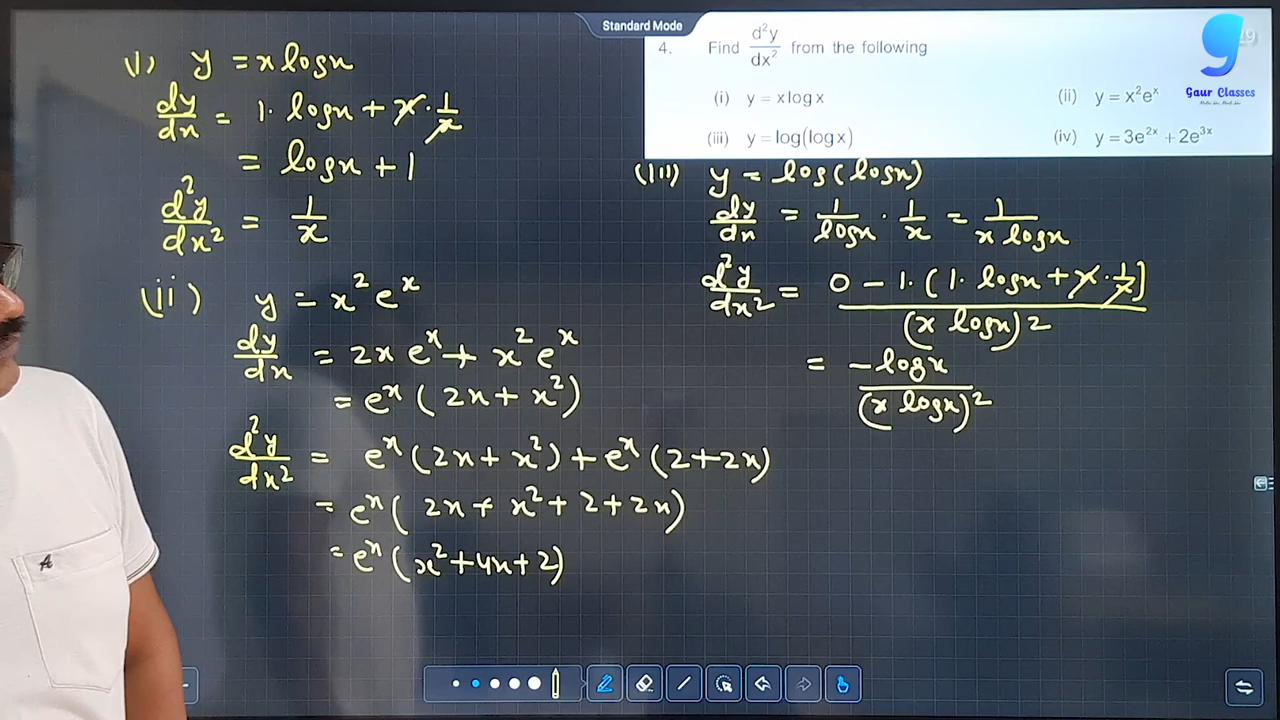 Standard Mode
4. Find d²y/dx² from the following
(i) y = x log x (ii) y = x²eˣ
(iii) y = log(log x) (iv) y = 3e²ˣ + 2e³ˣ
Gaur Classes
i) y = x log x
dy/dx = 1 · log x + x · 1/x
= log x + 1
d²y/dx² = 1/x
(ii) y = x² eˣ
dy/dx = 2x eˣ + x² eˣ
= eˣ (2x + x²)
d²y/dx² = eˣ (2x + x²) + eˣ (2 + 2x)
= eˣ ( 2x + x² + 2 + 2x)
= eˣ (x² + 4x + 2)
(iii) y = log(log x)
dy/dx = 1/log x · 1/x = 1/x log x
d²y/dx² = 0 − 1 · (1 · log x + x · 1/x]/(x log x)²
= − log x/(x log x)²
A